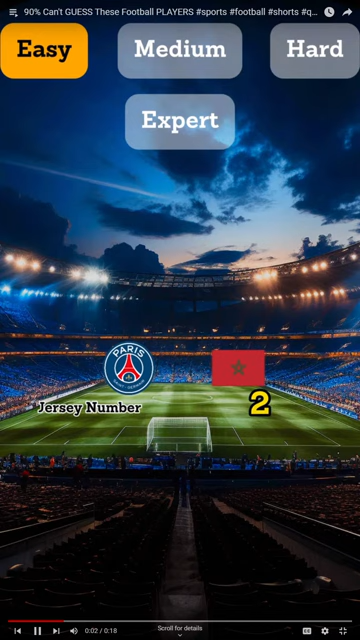 90% Can't GUESS These Football PLAYERS #sports #football #shorts #q...
Easy
Medium
Hard
Expert
PARIS
SAINT-GERMAIN
Jersey Number
2
0:02 / 0:18
Scroll for details
CC